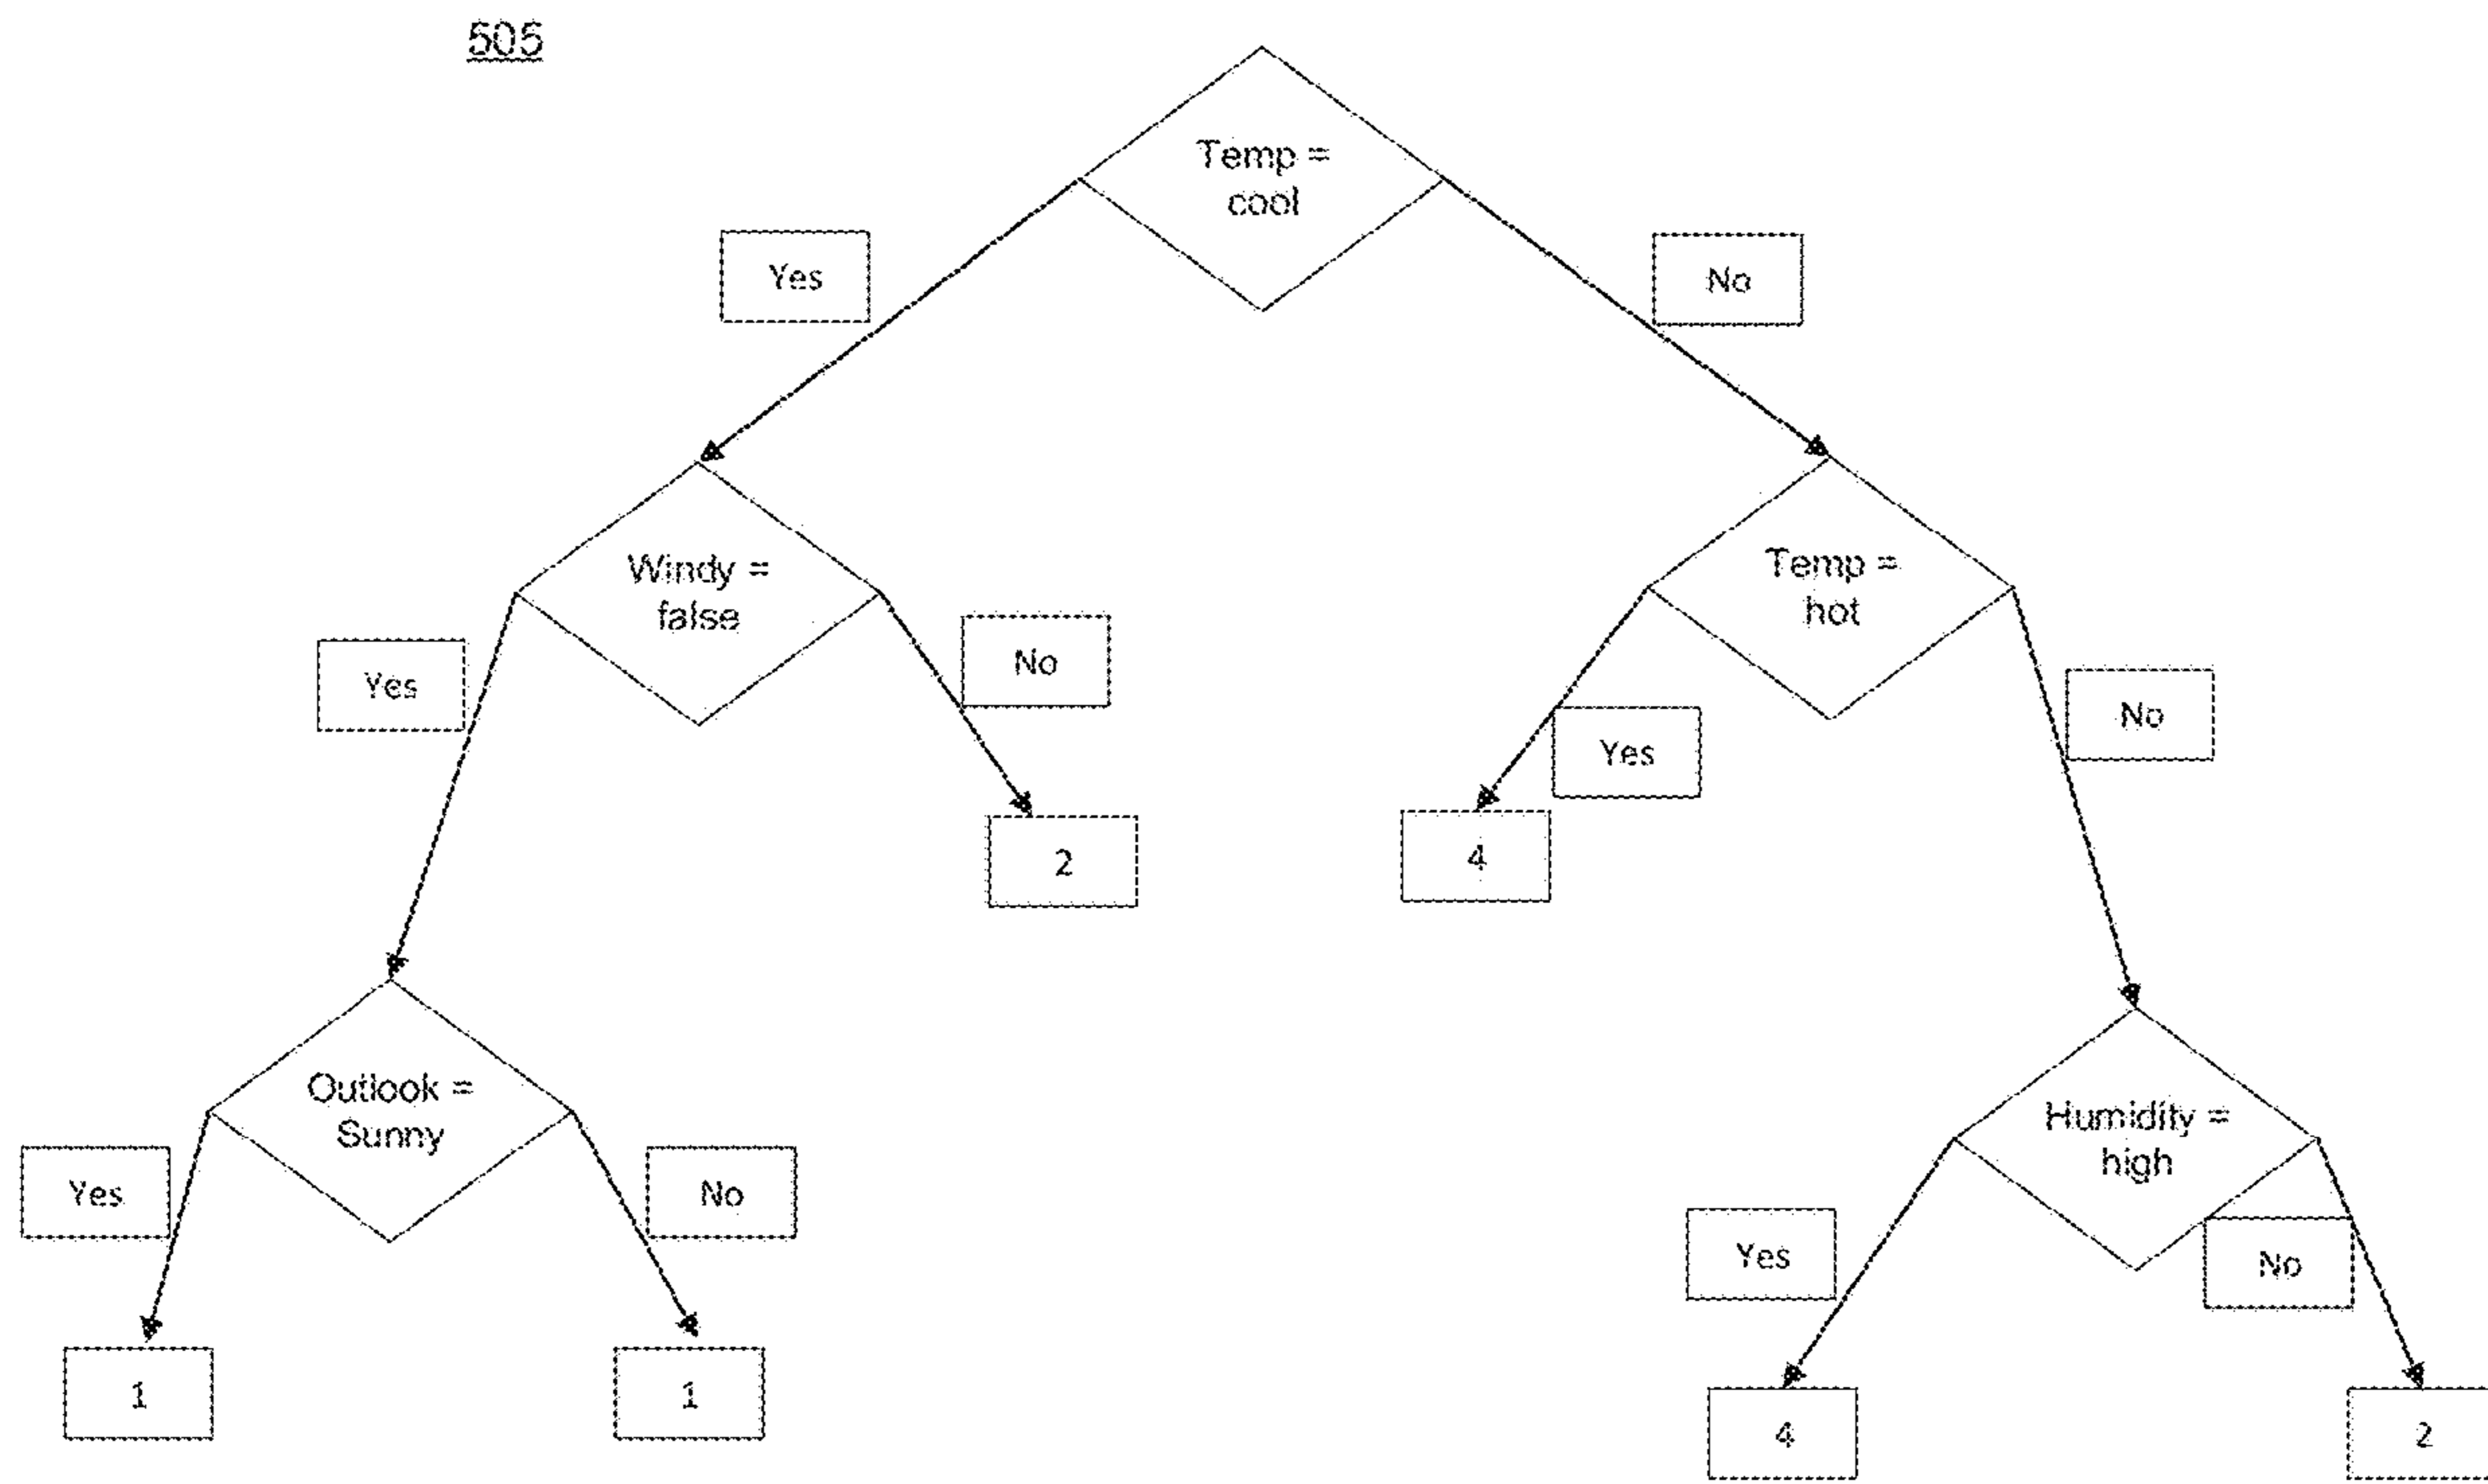 505
Temp =
cool
Yes
No
Windy =
false
Temp =
hot
Yes
No
Yes
No
2
4
Outlook =
Sunny
Humidity =
high
Yes
No
Yes
No
1
1
4
2